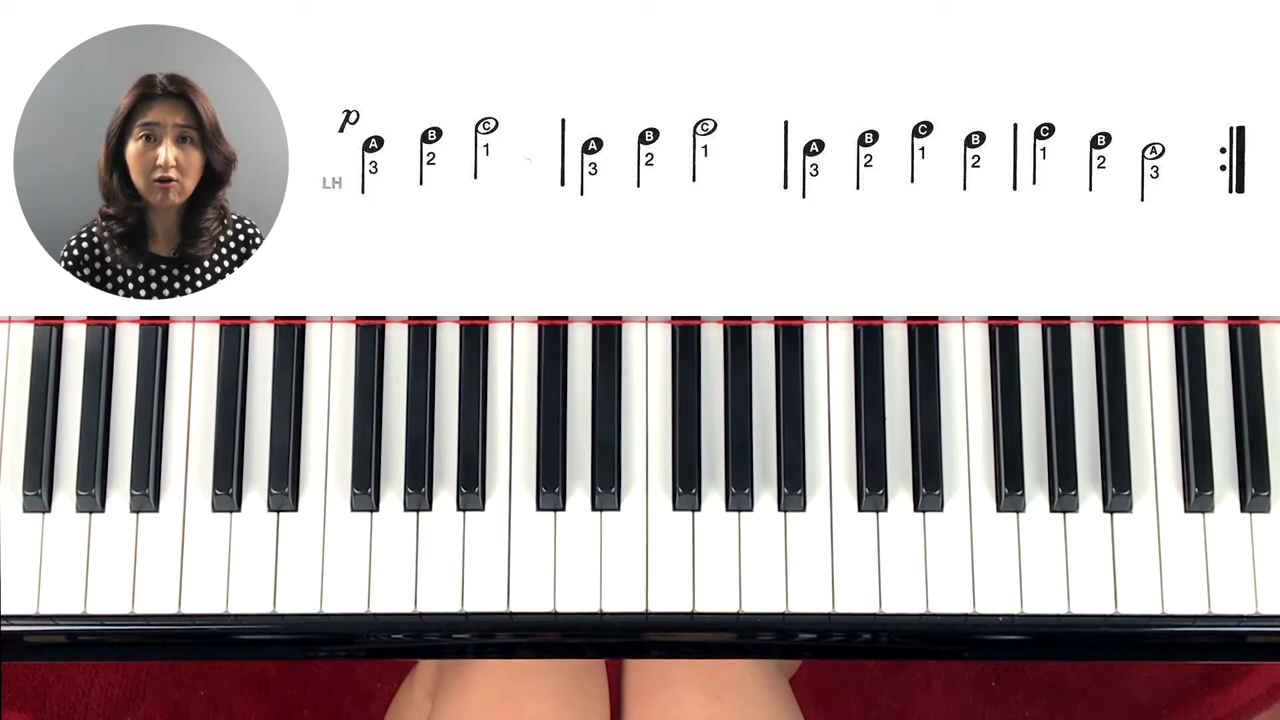 p
A B C A B C A B C B C B A
3 2 1 3 2 1 3 2 1 2 1 2 3
LH